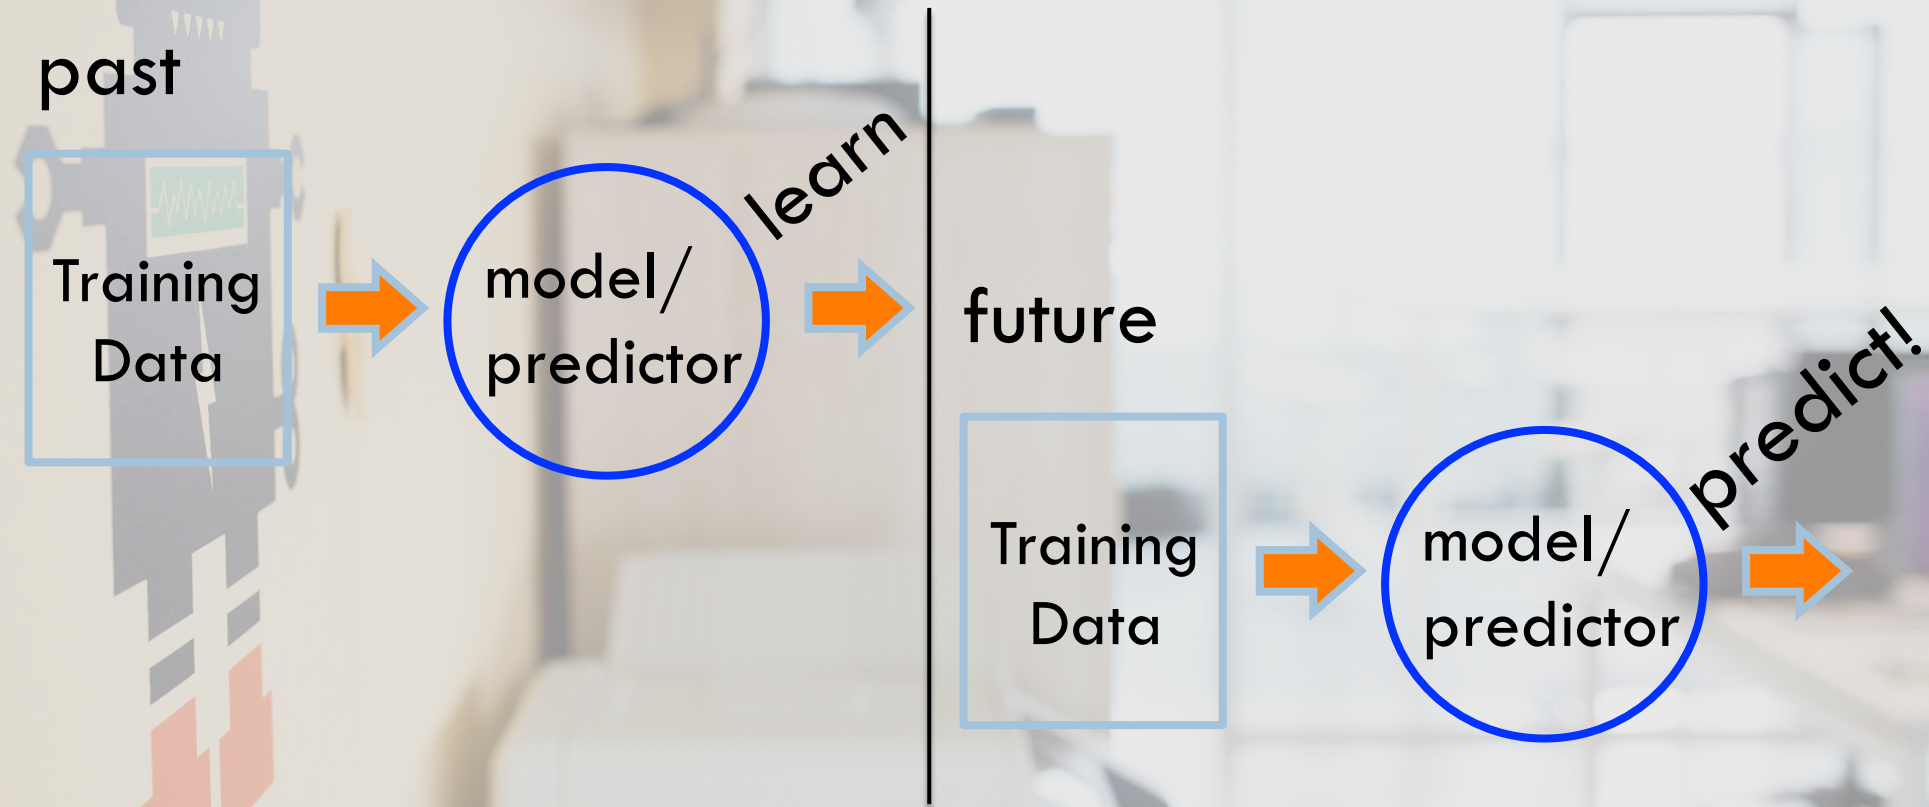 past
Training
Data
model/
predictor
learn
future
Training
Data
model/
predictor
predict!